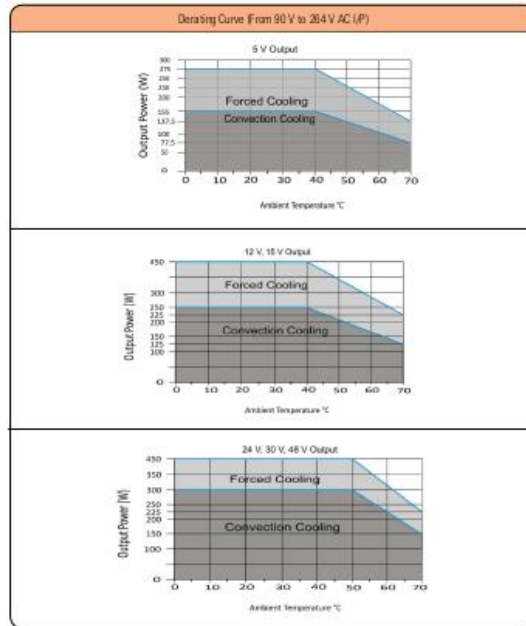 Derating Curve (From 90 V to 264 V AC I/P)
5 V Output
Output Power (W)
300
275
250
200
155
137.5
100
77.5
50
0
Forced Cooling
Convection Cooling
0 10 20 30 40 50 60 70
Ambient Temperature °C
12 V, 15 V Output
Output Power (W)
450
300
250
225
200
150
125
100
0
Forced Cooling
Convection Cooling
0 10 20 30 40 50 60 70
Ambient Temperature °C
24 V, 30 V, 48 V Output
Output Power (W)
450
350
300
250
225
200
150
100
0
Forced Cooling
Convection Cooling
0 10 20 30 40 50 60 70
Ambient Temperature °C